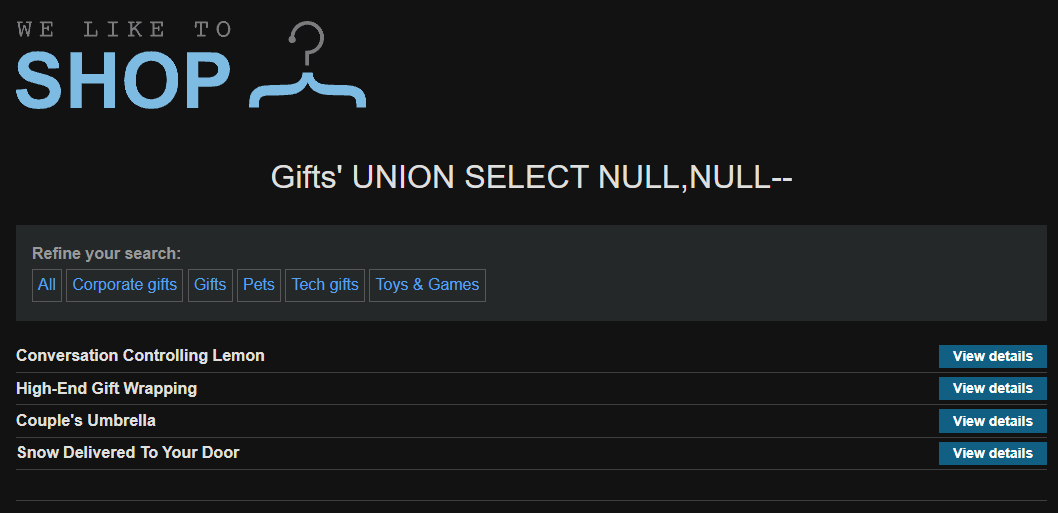 WE LIKE TO
SHOP
Gifts' UNION SELECT NULL,NULL--
Refine your search:
All Corporate gifts Gifts Pets Tech gifts Toys & Games
Conversation Controlling Lemon View details
High-End Gift Wrapping View details
Couple's Umbrella View details
Snow Delivered To Your Door View details